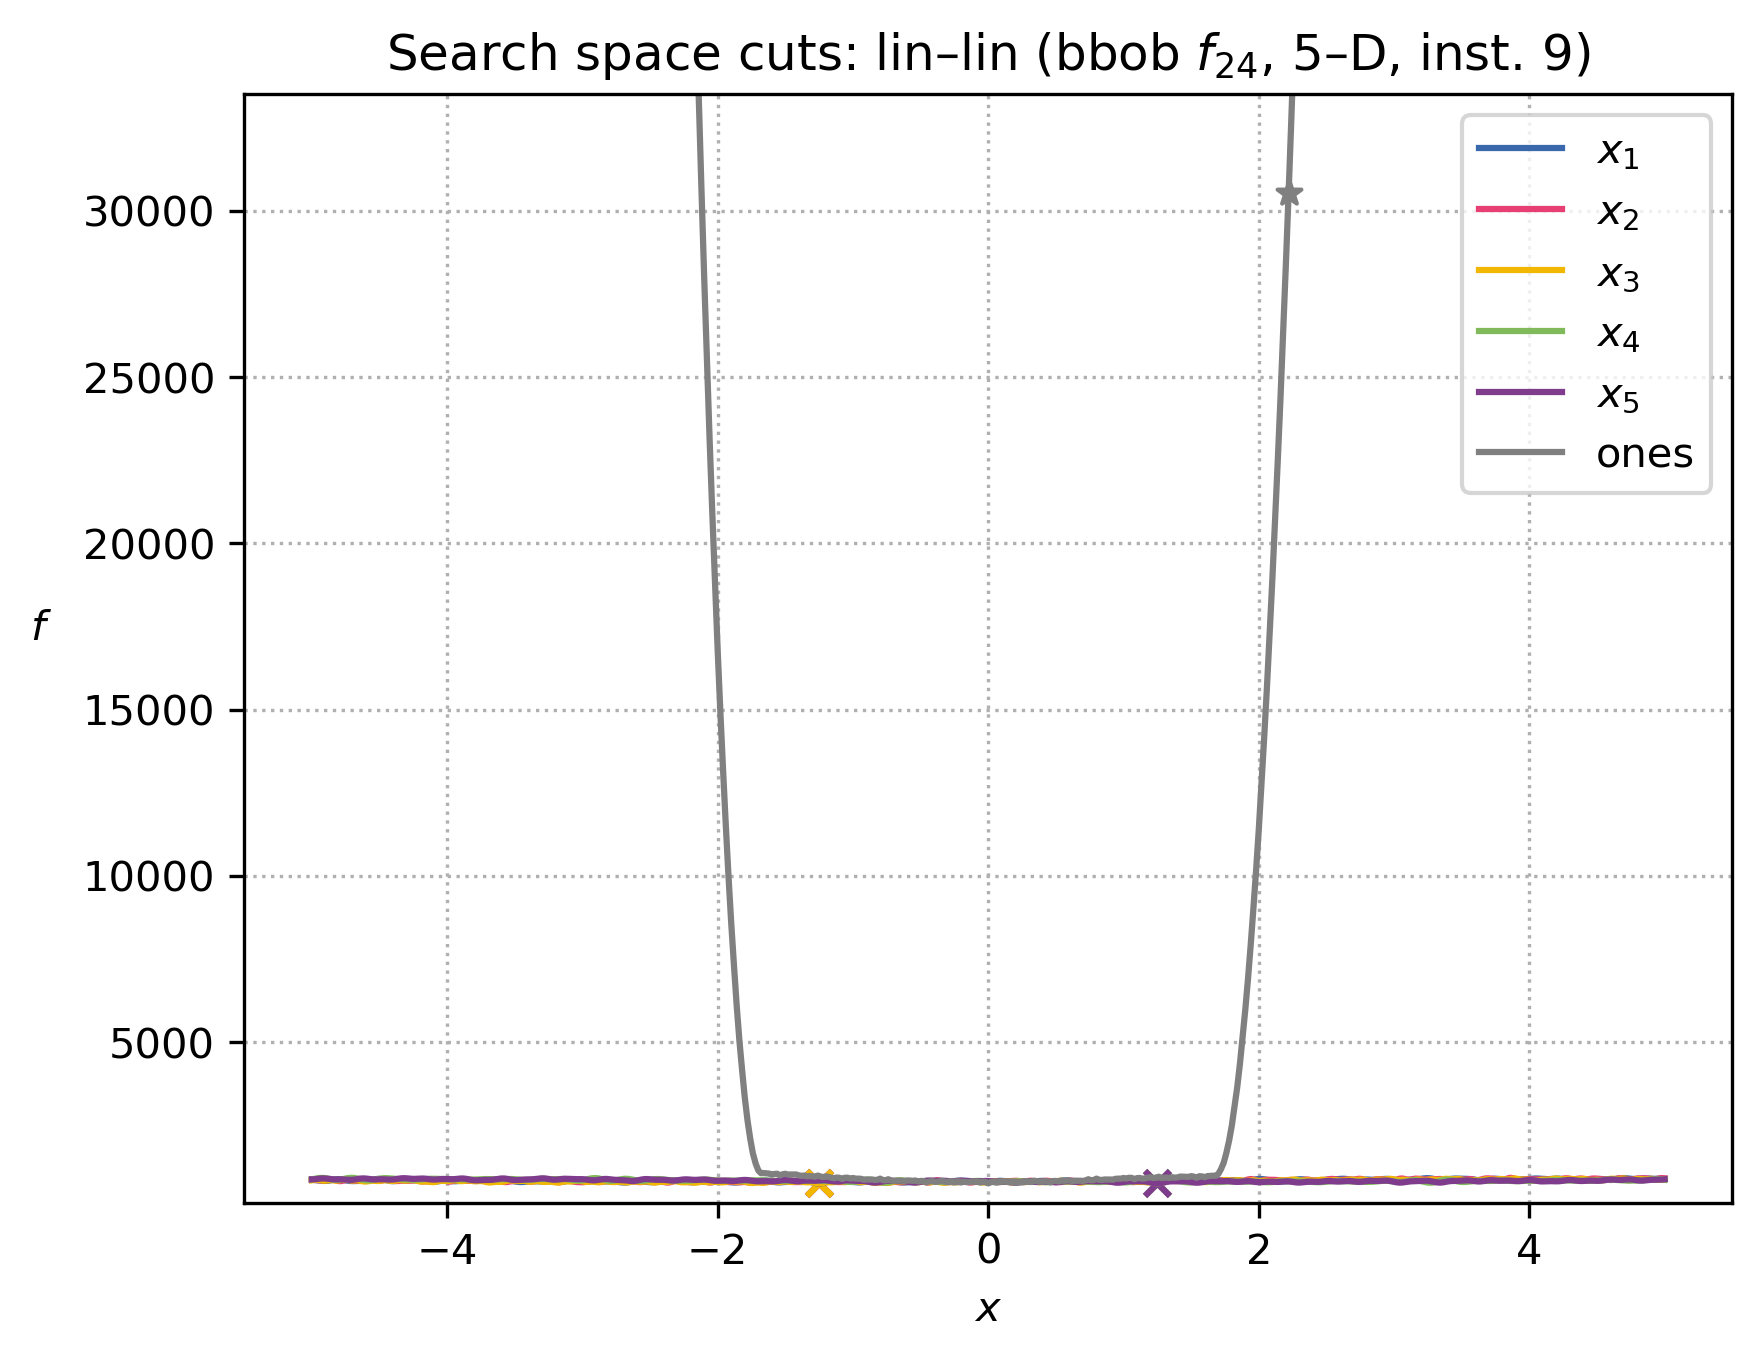 Search space cuts: lin–lin (bbob f₂₄, 5–D, inst. 9)
x₁
x₂
x₃
x₄
x₅
ones
30000
25000
20000
15000
10000
5000
f
−4 −2 0 2 4
x